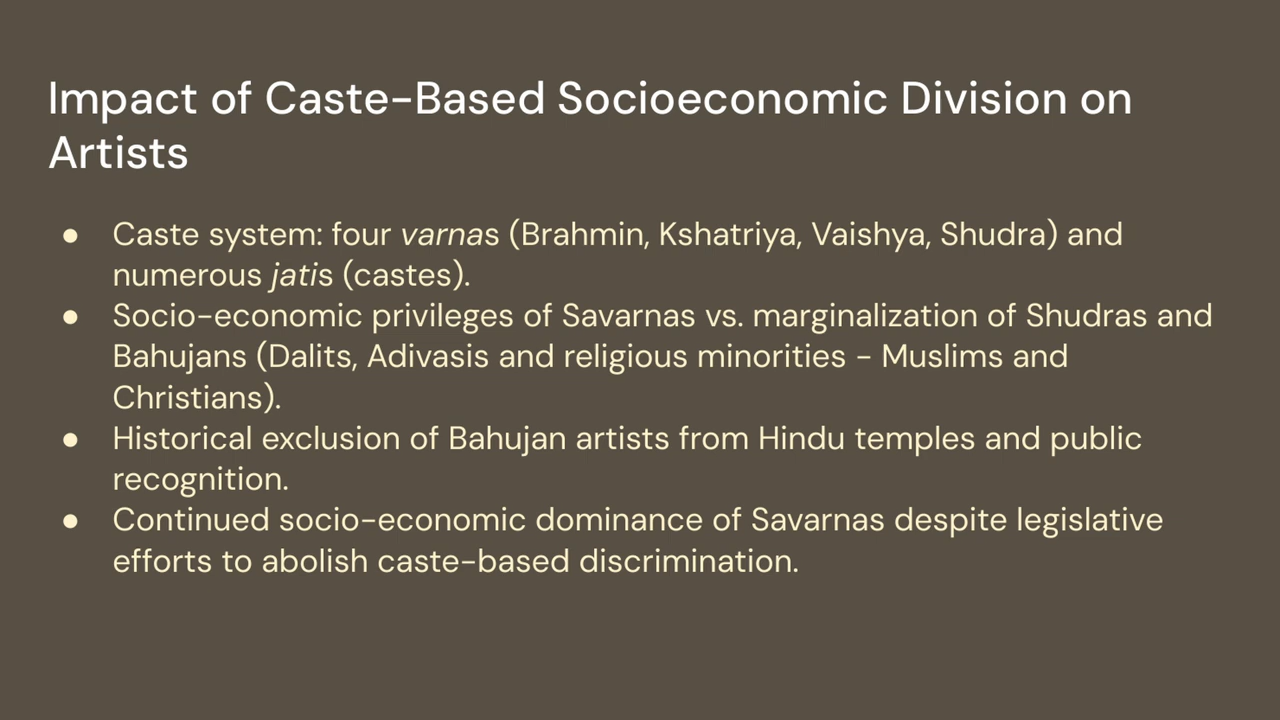 Impact of Caste-Based Socioeconomic Division on
Artists
● Caste system: four varnas (Brahmin, Kshatriya, Vaishya, Shudra) and
numerous jatis (castes).
● Socio-economic privileges of Savarnas vs. marginalization of Shudras and
Bahujans (Dalits, Adivasis and religious minorities - Muslims and
Christians).
● Historical exclusion of Bahujan artists from Hindu temples and public
recognition.
● Continued socio-economic dominance of Savarnas despite legislative
efforts to abolish caste-based discrimination.